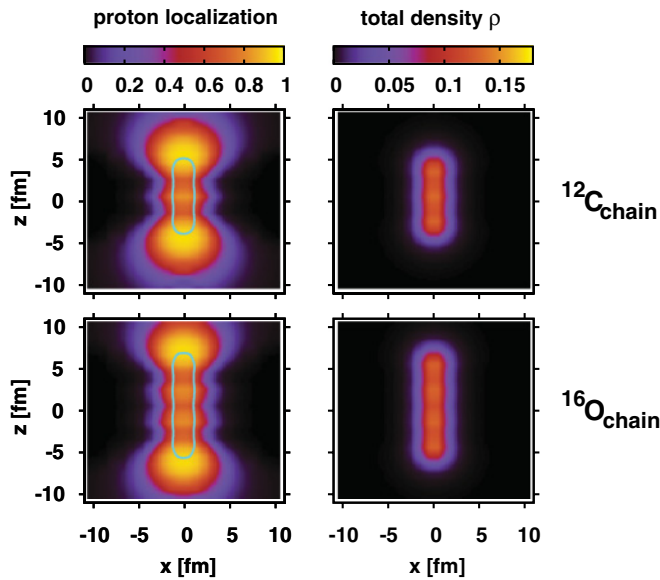 proton localization
total density ρ
0 0.2 0.4 0.6 0.8 1
0 0.05 0.1 0.15
10
5
0
-5
-10
z [fm]
¹²C_chain
10
5
0
-5
-10
z [fm]
¹⁶O_chain
-10 -5 0 5 10
-10 -5 0 5 10
x [fm]
x [fm]